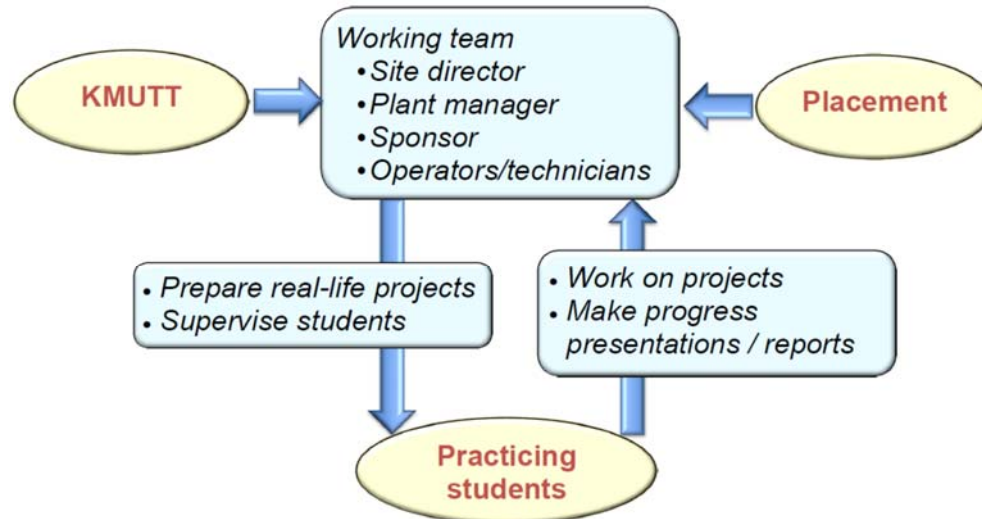 Working team
• Site director
• Plant manager
• Sponsor
• Operators/technicians
KMUTT
Placement
• Prepare real-life projects
• Supervise students
• Work on projects
• Make progress
presentations / reports
Practicing
students